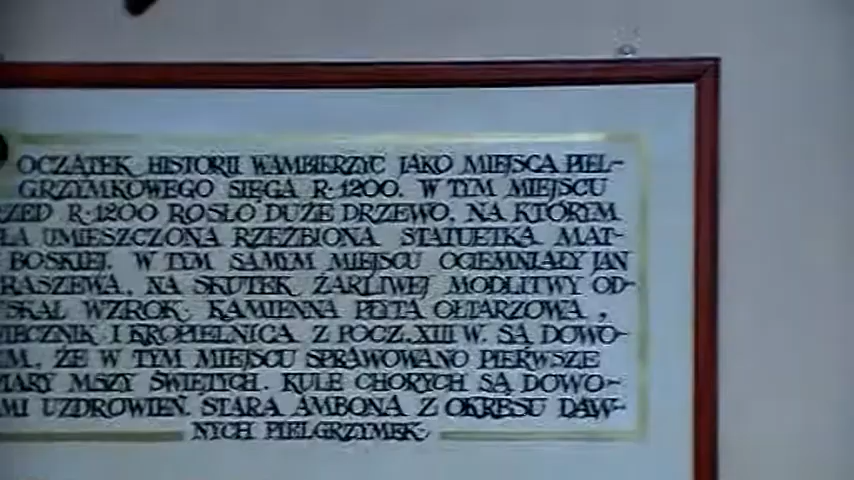 OCZĄTEK HISTORII WAMBIERZYC JAKO MIEJSCA PIEL-
GRZYMKOWEGO SIĘGA R. 1200. W TYM MIEJSCU
ZED R. 1200 ROSŁO DUŻE DRZEWO, NA KTÓRYM
ŁA UMIESZCZONA RZEŹBIONA STATUETKA MAT-
BOSKIEJ. W TYM SAMYM MIEJSCU OCIEMNIAŁY JAN
RASZEWA, NA SKUTEK ŻARLIWEJ MODLITWY OD-
SKAŁ WZROK. KAMIENNA PŁYTA OŁTARZOWA,
IECZNIK I KROPIELNICA Z POCZ. XIII W. SĄ DOWO-
EM, ŻE W TYM MIEJSCU SPRAWOWANO PIERWSZE
IARY MSZY ŚWIĘTYCH. KULE CHORYCH SĄ DOWO-
MI UZDROWIEŃ. STARA AMBONA Z OKRESU DAW-
NYCH PIELGRZYMEK.